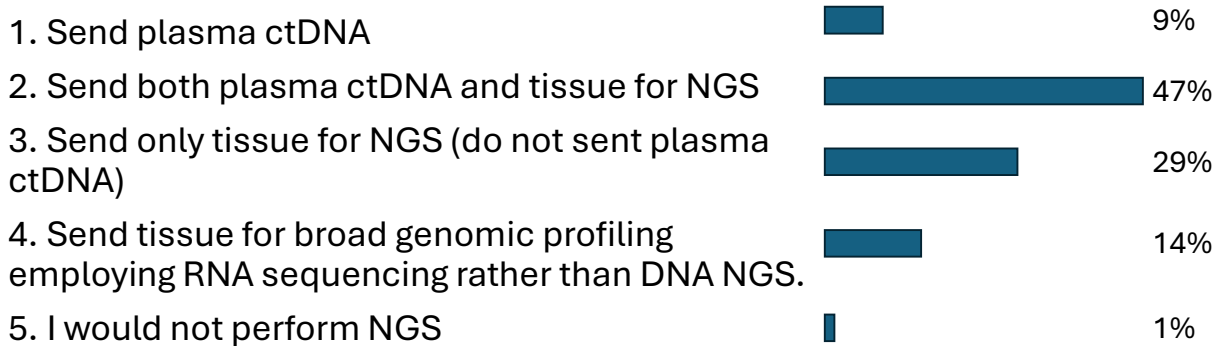 1. Send plasma ctDNA 9%
2. Send both plasma ctDNA and tissue for NGS 47%
3. Send only tissue for NGS (do not sent plasma
ctDNA) 29%
4. Send tissue for broad genomic profiling
employing RNA sequencing rather than DNA NGS. 14%
5. I would not perform NGS 1%